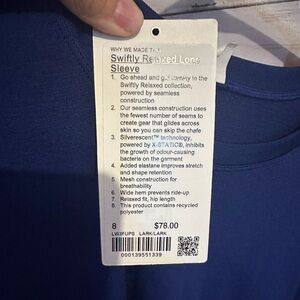 WHY WE MADE THIS
Swiftly Relaxed Long
Sleeve
1. Go ahead and get sweaty in the
Swiftly Relaxed collection,
powered by seamless
construction
2. Our seamless construction uses
the fewest number of seams to
create gear that glides across
skin so you can skip the chafe
3. Silverescent™ technology,
powered by X-STATIC®, inhibits
the growth of odour-causing
bacteria on the garment
4. Added elastane improves stretch
and shape retention
5. Mesh construction for
breathability
6. Wide hem prevents ride-up
7. Relaxed fit, hip length
8. This product contains recycled
polyester
8 $78.00
LW3FUPS LARK/LARK
000139551339